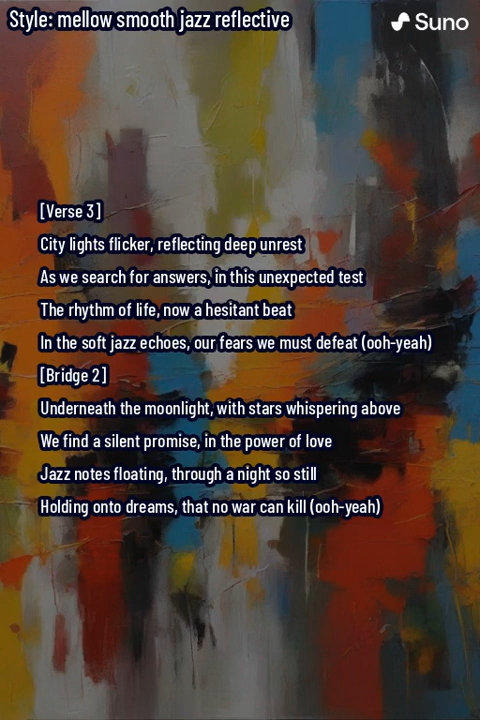 Style: mellow smooth jazz reflective
Suno
[Verse 3]
City lights flicker, reflecting deep unrest
As we search for answers, in this unexpected test
The rhythm of life, now a hesitant beat
In the soft jazz echoes, our fears we must defeat (ooh-yeah)
[Bridge 2]
Underneath the moonlight, with stars whispering above
We find a silent promise, in the power of love
Jazz notes floating, through a night so still
Holding onto dreams, that no war can kill (ooh-yeah)